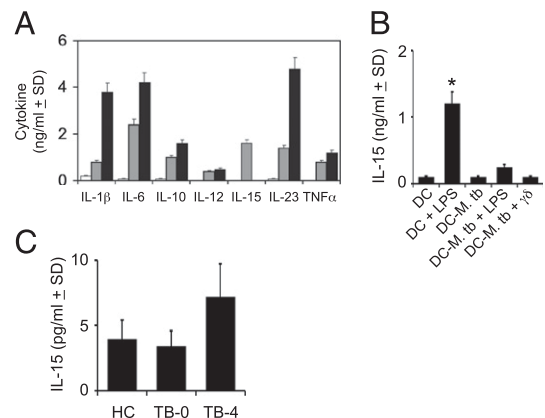 A
Cytokine
(ng/ml ± SD)
6
4
2
0
IL-1β IL-6 IL-10 IL-12 IL-15 IL-23 TNFα
B
IL-15 (ng/ml ± SD)
2
1
0
*
DC
DC + LPS
DC-M. tb
DC-M. tb + LPS
DC-M. tb + γδ
C
IL-15 (pg/ml ± SD)
10
5
0
HC TB-0 TB-4